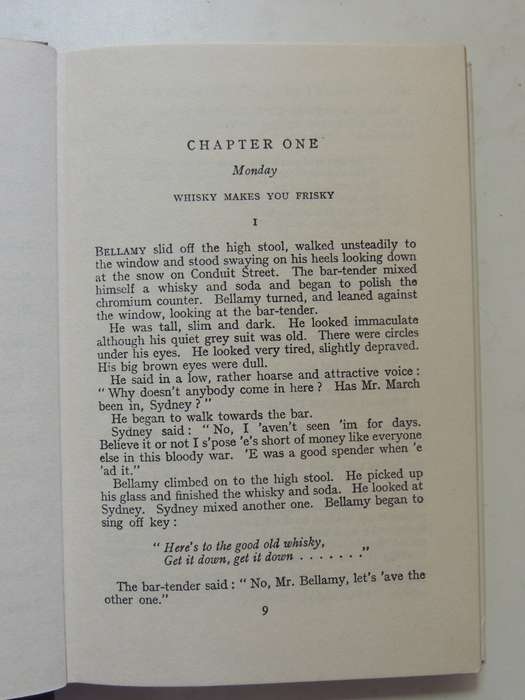 CHAPTER ONE
Monday
WHISKY MAKES YOU FRISKY
I
BELLAMY slid off the high stool, walked unsteadily to
the window and stood swaying on his heels looking down
at the snow on Conduit Street. The bar-tender mixed
himself a whisky and soda and began to polish the
chromium counter. Bellamy turned, and leaned against
the window, looking at the bar-tender.
He was tall, slim and dark. He looked immaculate
although his quiet grey suit was old. There were circles
under his eyes. He looked very tired, slightly depraved.
His big brown eyes were dull.
He said in a low, rather hoarse and attractive voice :
" Why doesn't anybody come in here ? Has Mr. March
been in, Sydney ? "
He began to walk towards the bar.
Sydney said : " No, I 'aven't seen 'im for days.
Believe it or not I s'pose 'e's short of money like everyone
else in this bloody war. 'E was a good spender when 'e
'ad it."
Bellamy climbed on to the high stool. He picked up
his glass and finished the whisky and soda. He looked at
Sydney. Sydney mixed another one. Bellamy began to
sing off key :
" Here's to the good old whisky,
Get it down, get it down . . . . . . ."
The bar-tender said : " No, Mr. Bellamy, let's 'ave the
other one."
9